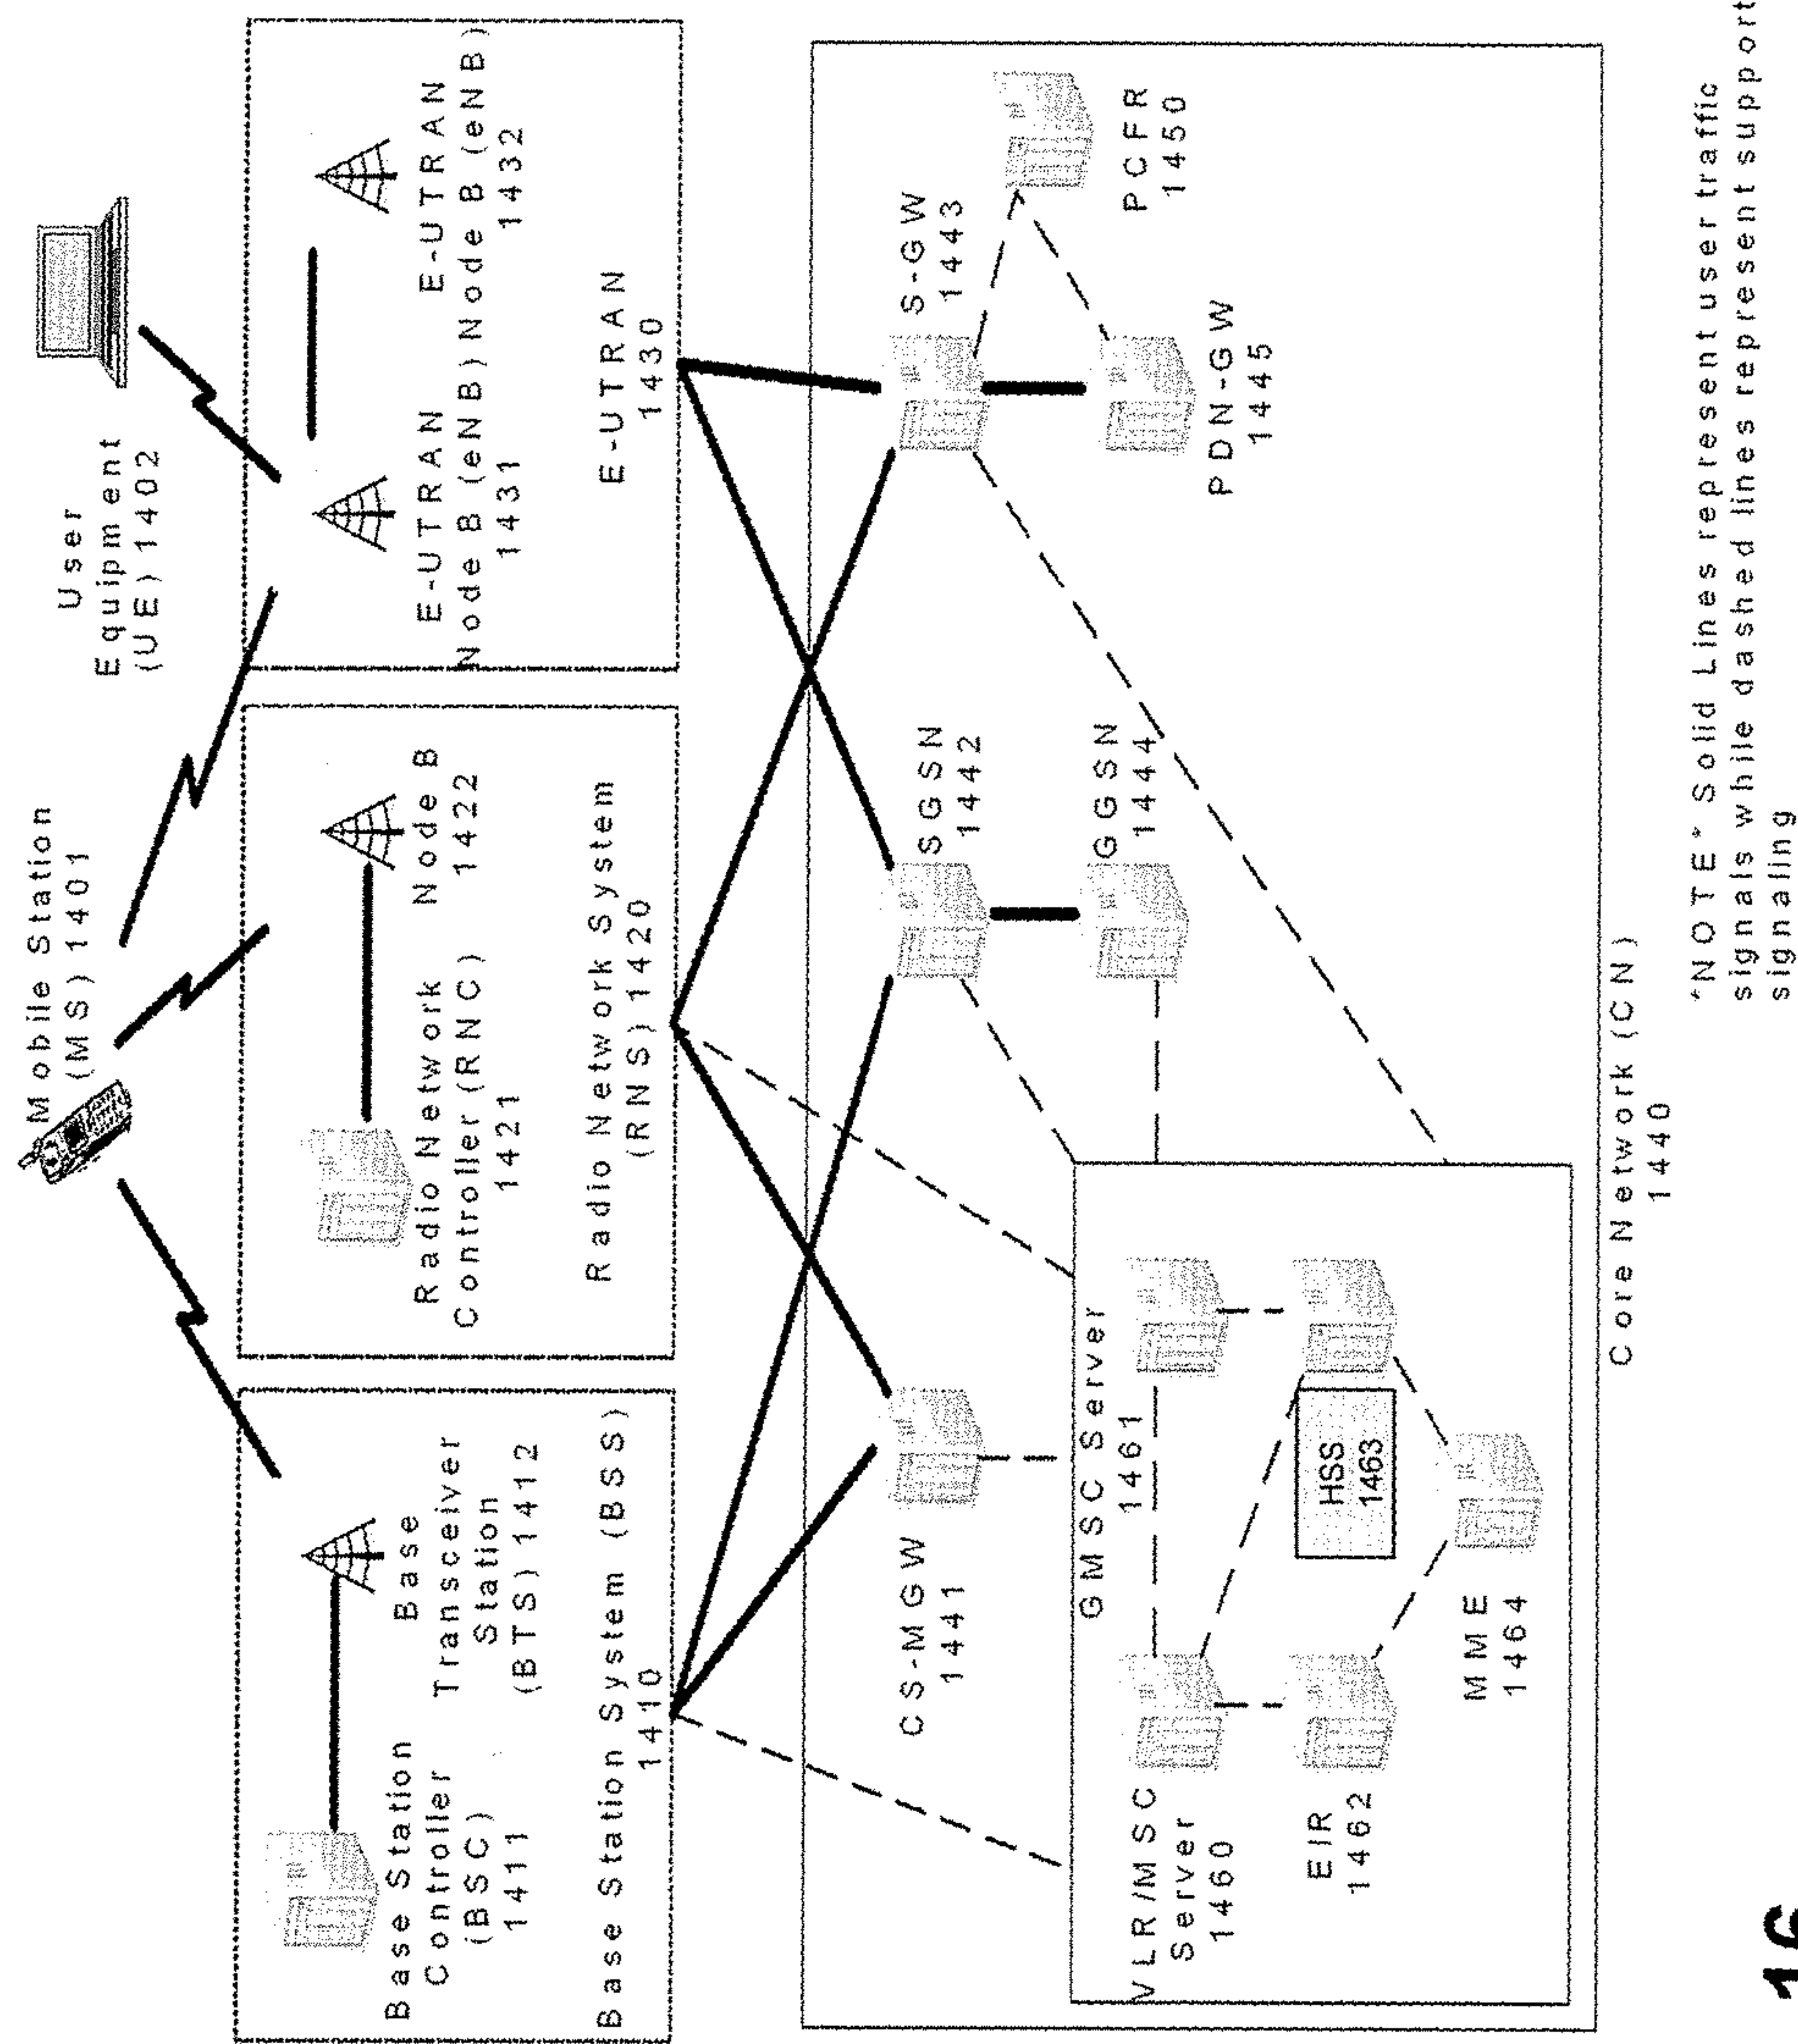 Mobile Station
(MS) 1401
User
Equipment
(UE) 1402
Base Station
Controller
(BSC)
1411
Base
Transceiver
Station
(BTS) 1412
Base Station System (BSS)
1410
Radio Network
Controller (RNC)
1421
Node B
1422
Radio Network System
(RNS) 1420
E-UTRAN
Node B (eNB)
1431
E-UTRAN
Node B (eNB)
1432
E-UTRAN
1430
CS-MGW
1441
SGSN
1442
S-GW
1443
GGSN
1444
PDN-GW
1445
PCFR
1450
GMSC Server
1461
VLR/MSC
Server
1460
EIR
1462
HSS
1463
MME
1464
Core Network (CN)
1440
*NOTE* Solid Lines represent user traffic
signals while dashed lines represent support
signaling
16